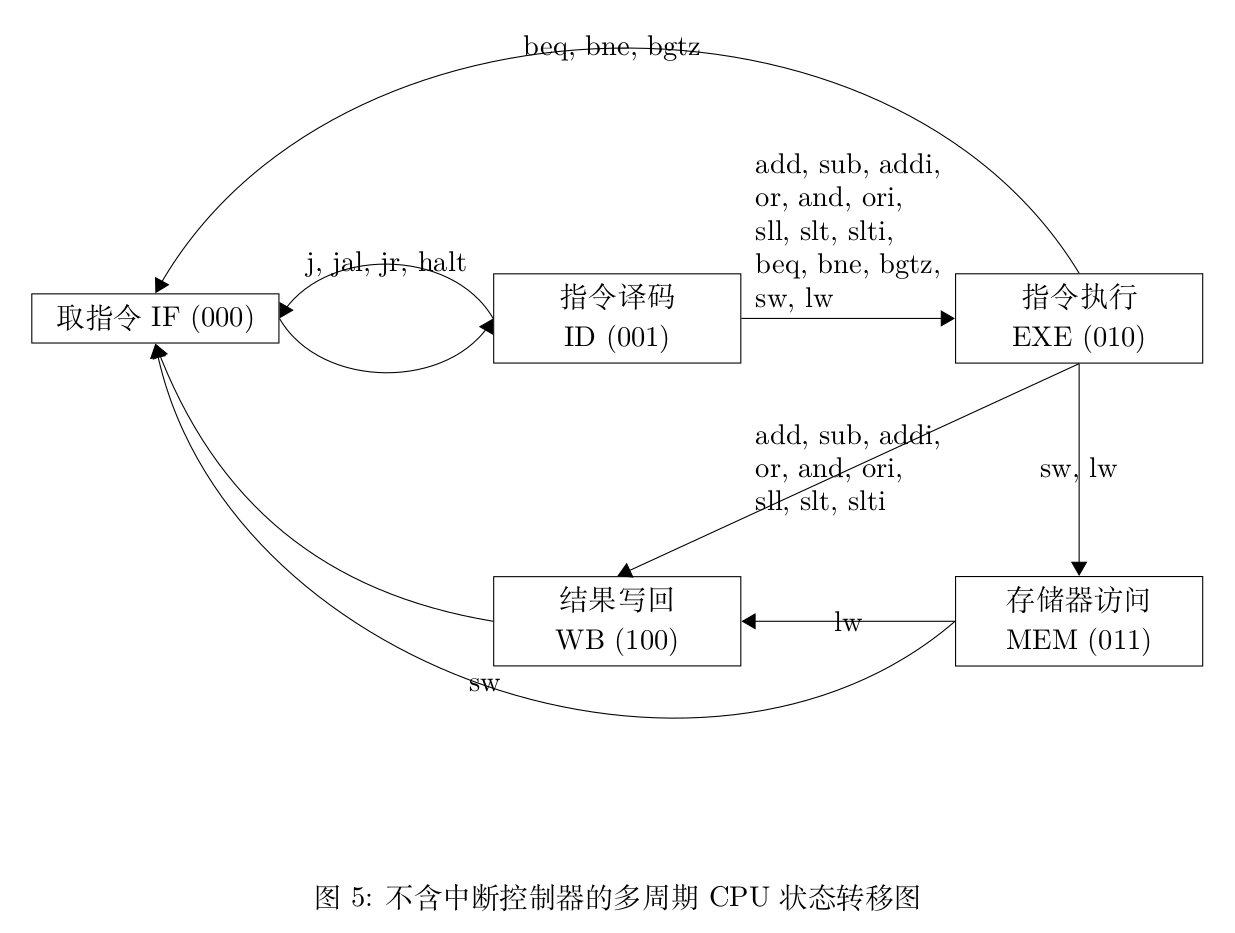 beq, bne, bgtz
add, sub, addi,
or, and, ori,
sll, slt, slti,
beq, bne, bgtz,
sw, lw
j, jal, jr, halt
取指令 IF (000)
指令译码
ID (001)
指令执行
EXE (010)
add, sub, addi,
or, and, ori,
sll, slt, slti
sw, lw
结果写回
WB (100)
lw
存储器访问
MEM (011)
sw
图 5: 不含中断控制器的多周期 CPU 状态转移图